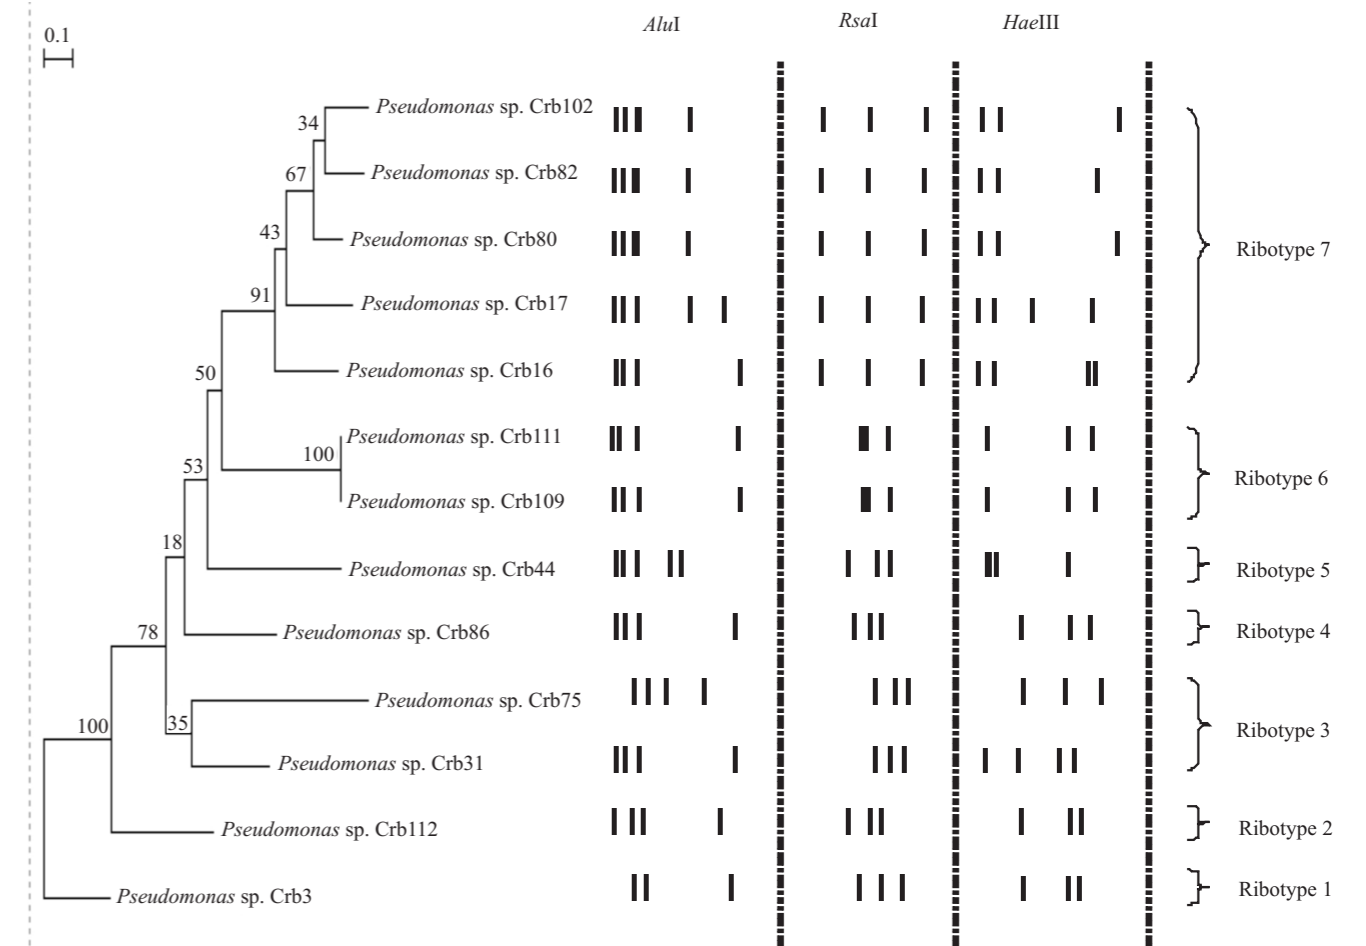 0.1
AluI
RsaI
HaeIII
Pseudomonas sp. Crb102
34
Pseudomonas sp. Crb82
67
Pseudomonas sp. Crb80
43
Ribotype 7
91
Pseudomonas sp. Crb17
50
Pseudomonas sp. Crb16
Pseudomonas sp. Crb111
100
53
Ribotype 6
Pseudomonas sp. Crb109
18
Pseudomonas sp. Crb44
Ribotype 5
78
Pseudomonas sp. Crb86
Ribotype 4
Pseudomonas sp. Crb75
100
35
Ribotype 3
Pseudomonas sp. Crb31
Pseudomonas sp. Crb112
Ribotype 2
Pseudomonas sp. Crb3
Ribotype 1